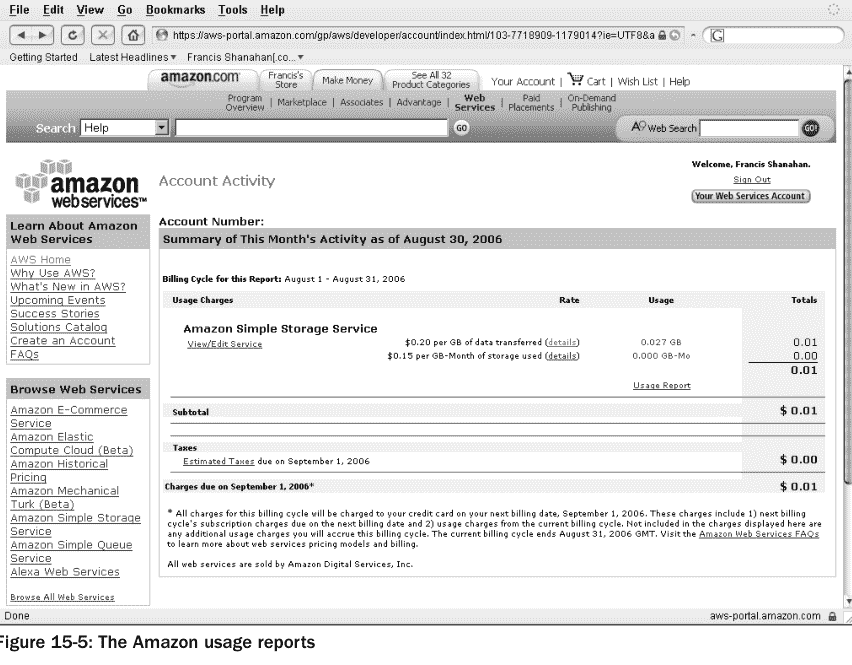 File Edit View Go Bookmarks Tools Help
https://aws-portal.amazon.com/gp/aws/developer/account/index.html/103-7718909-1179014?ie=UTF8&a
G
Getting Started Latest Headlines Francis Shanahan[.co...
amazon.com Francis's Store Make Money See All 32 Product Categories Your Account | Cart | Wish List | Help
Program Overview | Marketplace | Associates | Advantage | Web Services | Paid Placements | On-Demand Publishing
Search Help GO A9 Web Search GO!
Welcome, Francis Shanahan.
Sign Out
Your Web Services Account
amazon
webservices™
Account Activity
Learn About Amazon
Web Services
AWS Home
Why Use AWS?
What's New in AWS?
Upcoming Events
Success Stories
Solutions Catalog
Create an Account
FAQs
Browse Web Services
Amazon E-Commerce
Service
Amazon Elastic
Compute Cloud (Beta)
Amazon Historical
Pricing
Amazon Mechanical
Turk (Beta)
Amazon Simple Storage
Service
Amazon Simple Queue
Service
Alexa Web Services
Browse All Web Services
Account Number:
Summary of This Month's Activity as of August 30, 2006
Billing Cycle for this Report: August 1 - August 31, 2006
Usage Charges Rate Usage Totals
Amazon Simple Storage Service
View/Edit Service $0.20 per GB of data transferred (details) 0.027 GB 0.01
$0.15 per GB-Month of storage used (details) 0.000 GB-Mo 0.00
0.01
Usage Report
Subtotal $ 0.01
Taxes
Estimated Taxes due on September 1, 2006 $ 0.00
Charges due on September 1, 2006* $ 0.01
* All charges for this billing cycle will be charged to your credit card on your next billing date, September 1, 2006. These charges include 1) next billing
cycle's subscription charges due on the next billing date and 2) usage charges from the current billing cycle. Not included in the charges displayed here are
any additional usage charges you will accrue this billing cycle. The current billing cycle ends August 31, 2006 GMT. Visit the Amazon Web Services FAQs
to learn more about web services pricing models and billing.
All web services are sold by Amazon Digital Services, Inc.
Done aws-portal.amazon.com
Figure 15-5: The Amazon usage reports